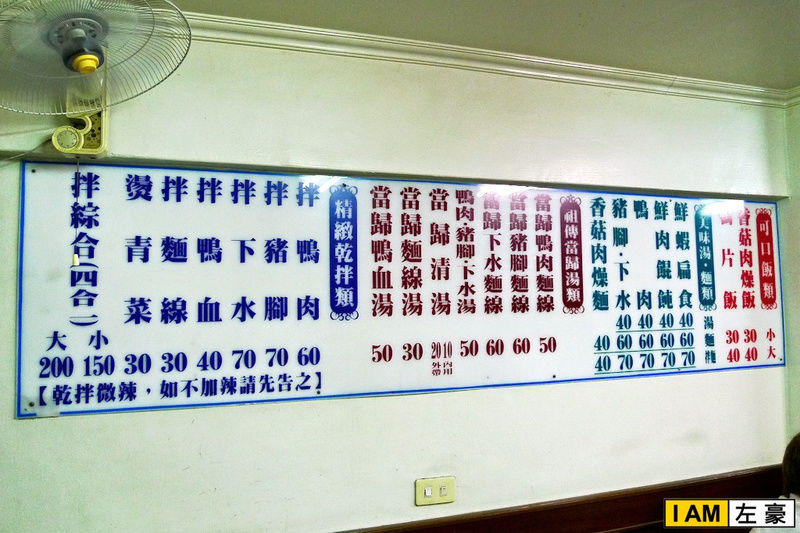 可口飯類
小
大
香菇肉燥飯
30
40
鴨片飯
30
40
美味湯‧麵類
湯
麵
拌
鮮蝦扁食
40
60
70
鮮肉餛飩
40
60
70
鴨肉
40
60
70
豬腳‧下水
40
60
70
香菇肉燥麵
40
40
祖傳當歸湯類
當歸鴨肉麵線
50
當歸豬腳麵線
60
當歸下水麵線
60
鴨肉‧豬腳‧下水湯
50
當歸清湯
20 10
當歸麵線
30
當歸鴨血湯
50
精緻乾拌類
拌鴨肉
60
拌豬腳
70
拌下水
70
拌鴨血
40
拌麵線
30
燙青菜
30
拌綜合(四合一)
大 小
200 150
【乾拌微辣，如不加辣請先告之】
I AM 左豪